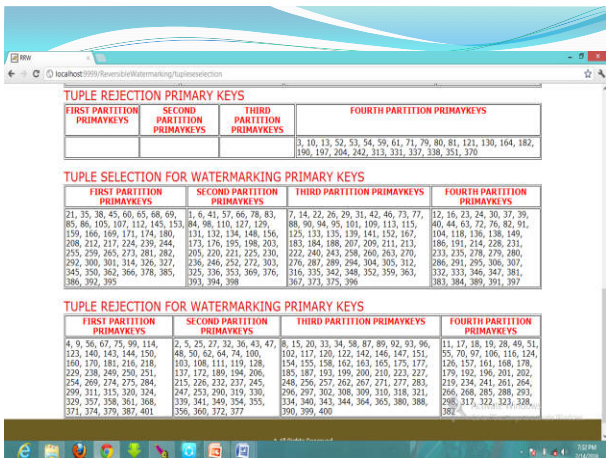 RRW
localhost:9999/ReversibleWatermarking/tupleseselection
TUPLE REJECTION PRIMARY KEYS
FIRST PARTITION PRIMAYKEYS
SECOND PARTITION PRIMAYKEYS
THIRD PARTITION PRIMAYKEYS
FOURTH PARTITION PRIMAYKEYS
3, 10, 13, 52, 53, 54, 59, 61, 71, 79, 80, 81, 121, 130, 164, 182,
190, 197, 204, 242, 313, 331, 337, 338, 351, 370
TUPLE SELECTION FOR WATERMARKING PRIMARY KEYS
FIRST PARTITION PRIMAYKEYS
SECOND PARTITION PRIMAYKEYS
THIRD PARTITION PRIMAYKEYS
FOURTH PARTITION PRIMAYKEYS
21, 35, 38, 45, 60, 65, 68, 69,
85, 86, 105, 107, 112, 145, 153,
159, 166, 169, 171, 174, 180,
208, 212, 217, 224, 239, 244,
255, 259, 265, 273, 281, 282,
292, 300, 301, 314, 326, 327,
345, 350, 362, 366, 378, 385,
386, 392, 395
1, 6, 41, 57, 66, 78, 83,
84, 98, 110, 127, 129,
131, 132, 134, 148, 156,
173, 176, 195, 198, 203,
205, 220, 221, 225, 230,
236, 246, 252, 272, 303,
325, 336, 353, 369, 376,
393, 394, 398
7, 14, 22, 26, 29, 31, 42, 46, 73, 77,
88, 90, 94, 95, 101, 109, 113, 115,
125, 133, 135, 139, 141, 152, 167,
183, 184, 188, 207, 209, 211, 213,
222, 240, 243, 258, 260, 263, 270,
276, 287, 289, 294, 304, 305, 312,
316, 335, 342, 348, 352, 359, 363,
367, 373, 375, 396
12, 16, 23, 24, 30, 37, 39,
40, 44, 63, 72, 76, 82, 91,
104, 118, 136, 138, 149,
186, 191, 214, 228, 231,
233, 235, 278, 279, 280,
286, 291, 295, 306, 307,
332, 333, 346, 347, 381,
383, 384, 389, 391, 397
TUPLE REJECTION FOR WATERMARKING PRIMARY KEYS
FIRST PARTITION PRIMAYKEYS
SECOND PARTITION PRIMAYKEYS
THIRD PARTITION PRIMAYKEYS
FOURTH PARTITION PRIMAYKEYS
4, 9, 56, 67, 75, 99, 114,
123, 140, 143, 144, 150,
160, 170, 181, 216, 218,
229, 238, 249, 250, 251,
254, 269, 274, 275, 284,
299, 311, 315, 320, 324,
329, 357, 358, 361, 368,
371, 374, 379, 387, 401
2, 5, 25, 27, 32, 36, 43, 47,
48, 50, 62, 64, 74, 100,
103, 108, 111, 119, 128,
137, 172, 189, 194, 206,
215, 226, 232, 237, 245,
247, 253, 290, 319, 330,
339, 341, 349, 354, 355,
356, 360, 372, 377
8, 15, 20, 33, 34, 58, 87, 89, 92, 93, 96,
102, 117, 120, 122, 142, 146, 147, 151,
154, 155, 158, 162, 163, 165, 175, 177,
185, 187, 193, 199, 200, 210, 223, 227,
248, 256, 257, 262, 267, 271, 277, 283,
296, 297, 302, 308, 309, 310, 318, 321,
334, 340, 343, 344, 364, 365, 380, 388,
390, 399, 400
11, 17, 18, 19, 28, 49, 51,
55, 70, 97, 106, 116, 124,
126, 157, 161, 168, 178,
179, 192, 196, 201, 202,
219, 234, 241, 261, 264,
266, 268, 285, 288, 293,
298, 317, 322, 323, 328,
382
Activate Windows
All Rights Reserved
7:52 PM
7/14/2016